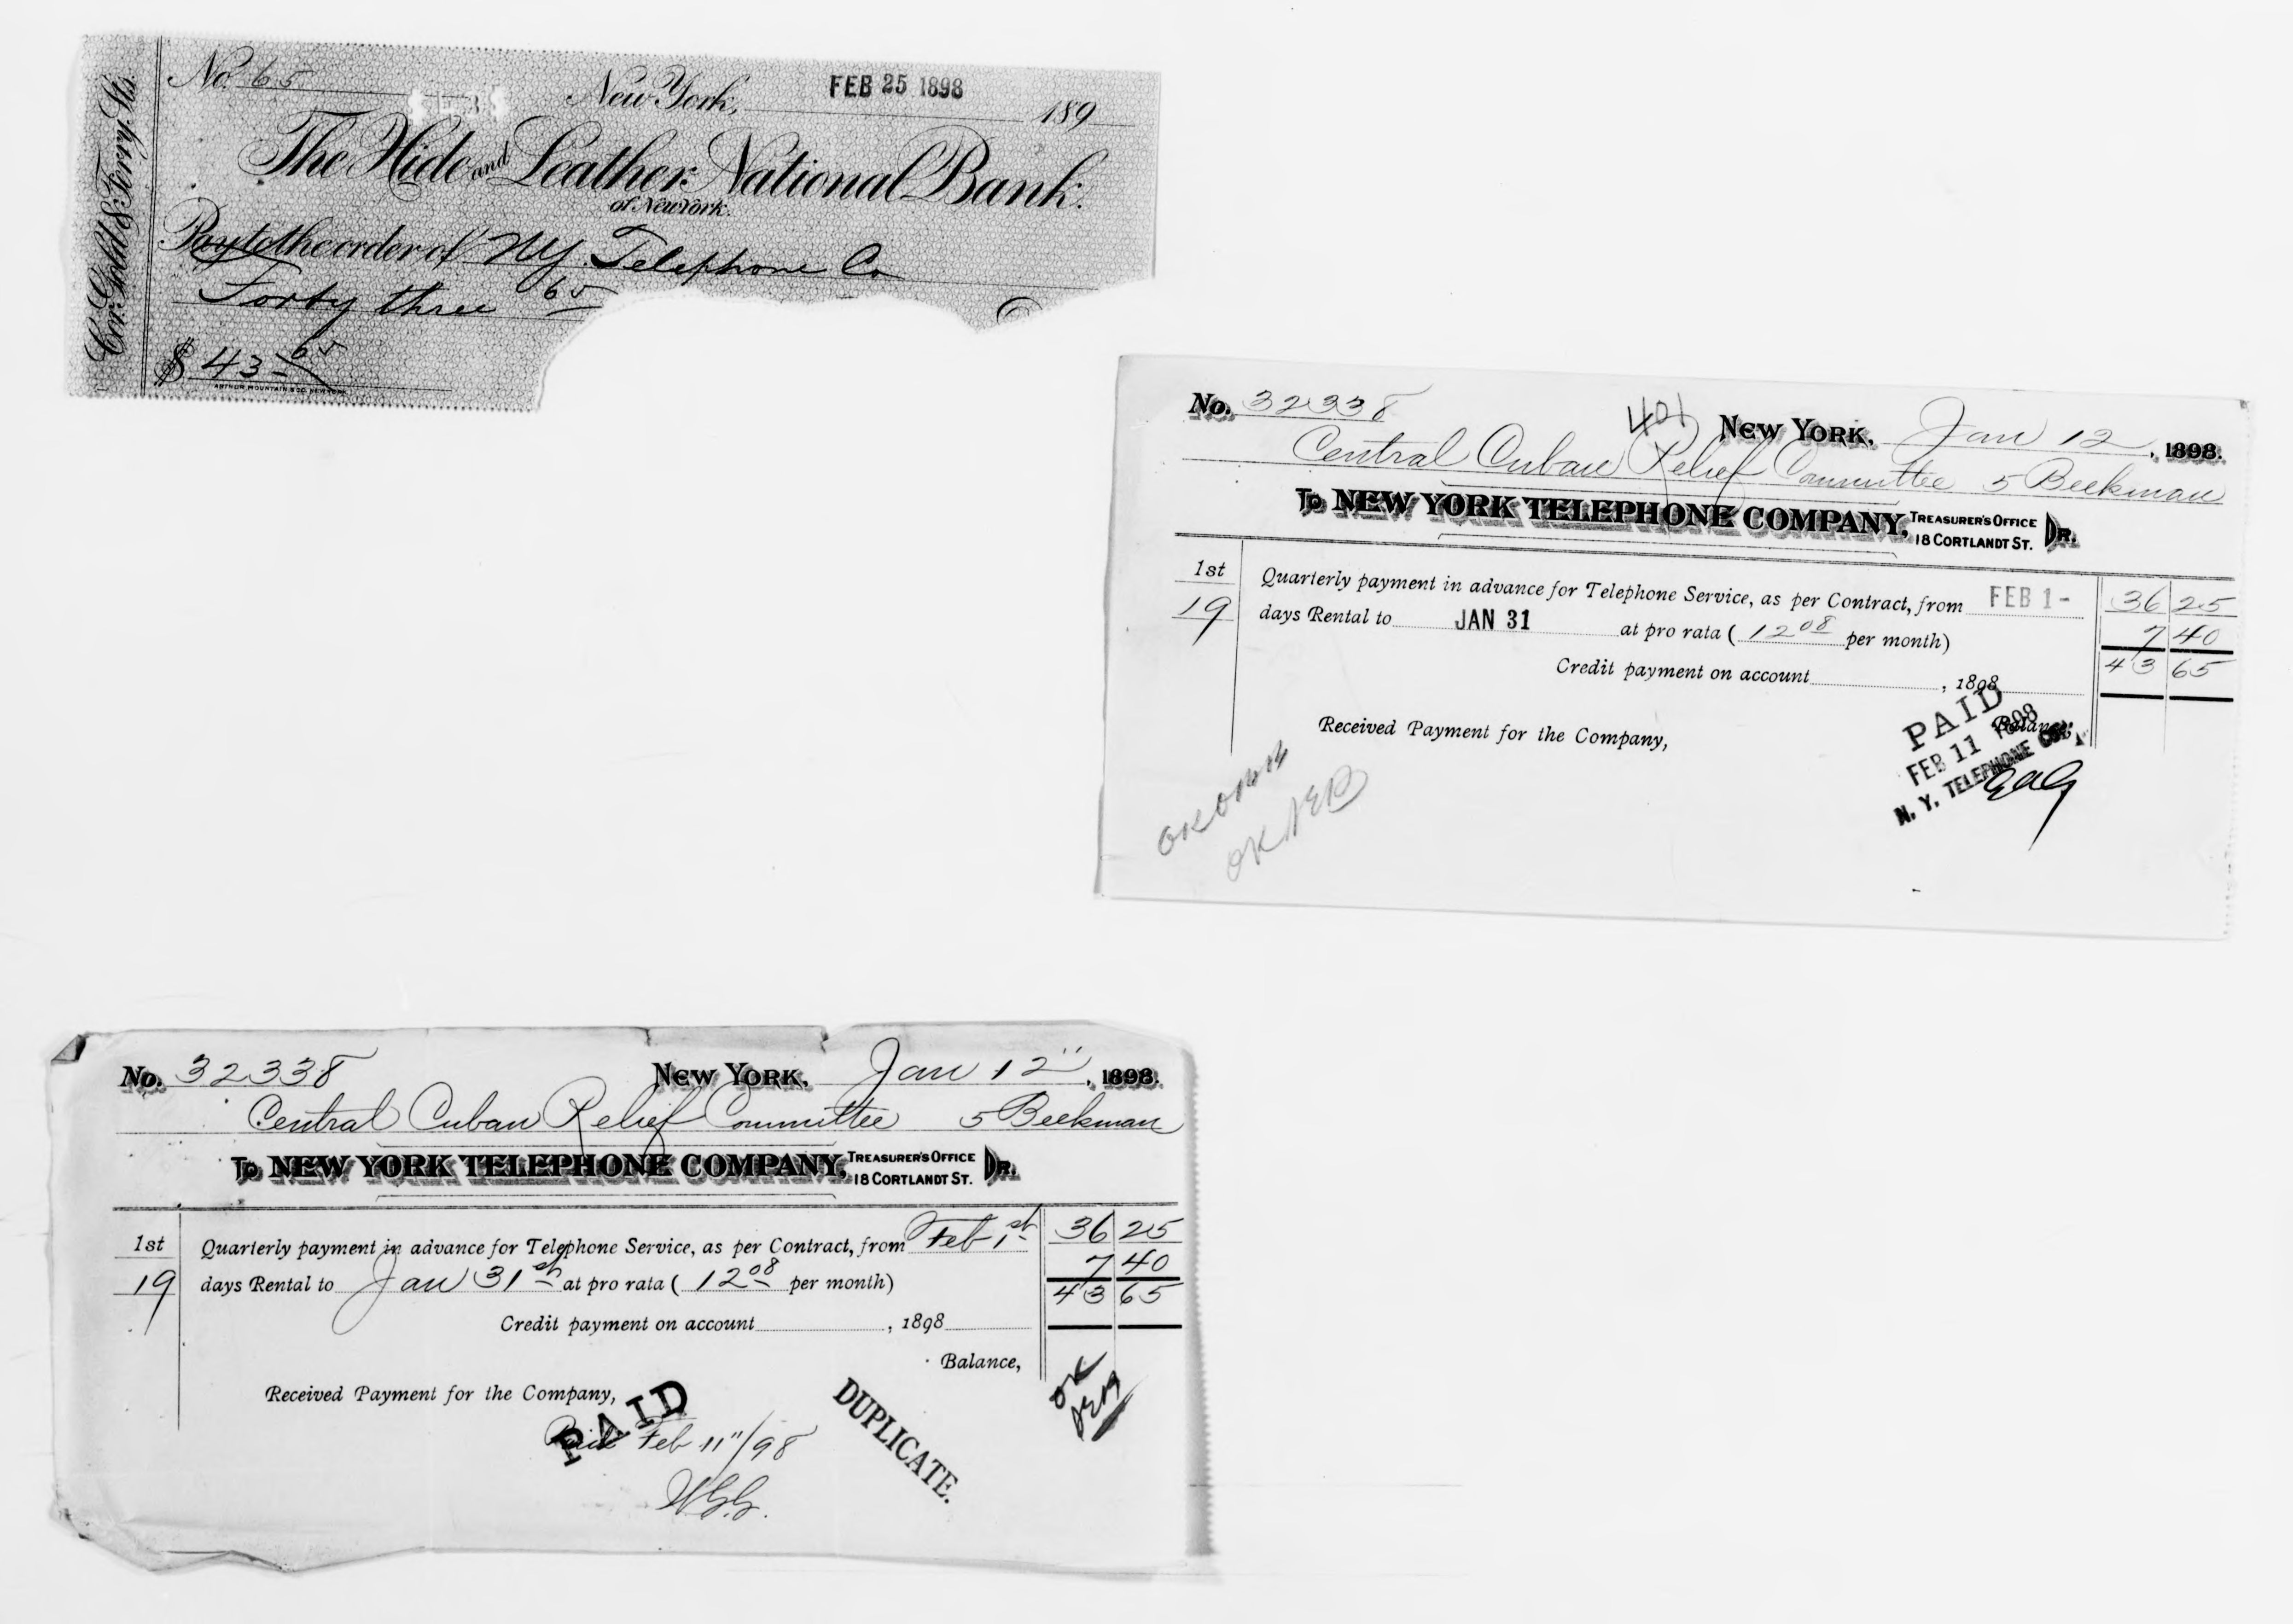 Cor. Gold & Ferry Sts.
No. 65
New York, FEB 25 1898 189
The Hide and Leather National Bank.
of New York.
Pay to the order of N.Y. Telephone Co
Forty three 65
$ 43 65
ARTHUR MOUNTAIN & CO. NEW YORK
No. 32338 401 New York, Jan 12, 1898.
Central Cuban Relief Committee 5 Beekman
To NEW YORK TELEPHONE COMPANY, TREASURER'S OFFICE 18 CORTLANDT ST. DR.
1st Quarterly payment in advance for Telephone Service, as per Contract, from FEB 1- 36 25
19 days Rental to JAN 31 at pro rata ( 12 08 per month) 7 40
43 65
Credit payment on account , 1898
Balance,
Received Payment for the Company,
PAID
FEB 11 1898
N. Y. TELEPHONE CO.
OK
OK
No. 32338 New York, Jan 12", 1898.
Central Cuban Relief Committee 5 Beekman
To NEW YORK TELEPHONE COMPANY, TREASURER'S OFFICE 18 CORTLANDT ST. DR.
1st Quarterly payment in advance for Telephone Service, as per Contract, from Feb 1st 36 25
19 days Rental to Jan 31st at pro rata ( 12 08 per month) 7 40
43 65
Credit payment on account , 1898
Balance,
OK
Received Payment for the Company,
PAID
Paid Feb 11"/98
DUPLICATE.